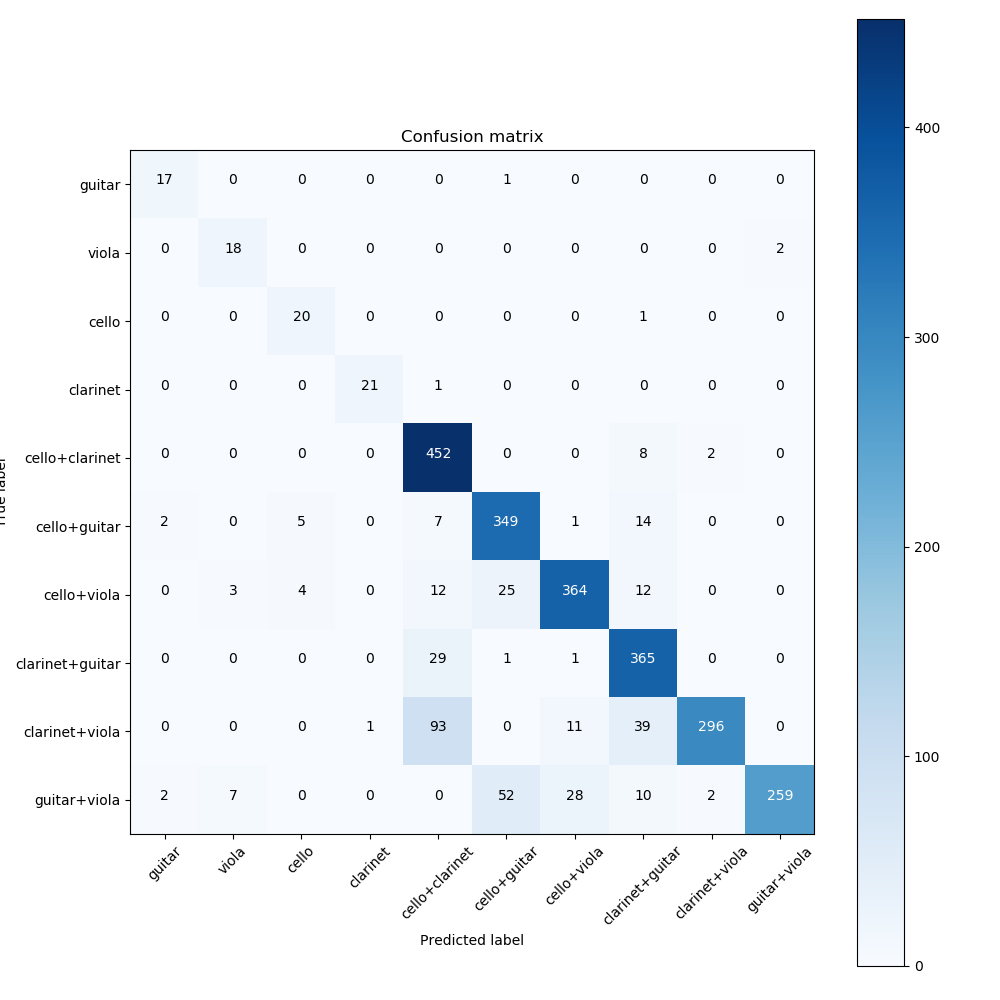 Confusion matrix
guitar 17 0 0 0 0 1 0 0 0 0
viola 0 18 0 0 0 0 0 0 0 2
cello 0 0 20 0 0 0 0 1 0 0
clarinet 0 0 0 21 1 0 0 0 0 0
cello+clarinet 0 0 0 0 452 0 0 8 2 0
cello+guitar 2 0 5 0 7 349 1 14 0 0
cello+viola 0 3 4 0 12 25 364 12 0 0
clarinet+guitar 0 0 0 0 29 1 1 365 0 0
clarinet+viola 0 0 0 1 93 0 11 39 296 0
guitar+viola 2 7 0 0 0 52 28 10 2 259
guitar viola cello clarinet cello+clarinet cello+guitar cello+viola clarinet+guitar clarinet+viola guitar+viola
Predicted label
400
300
200
100
0